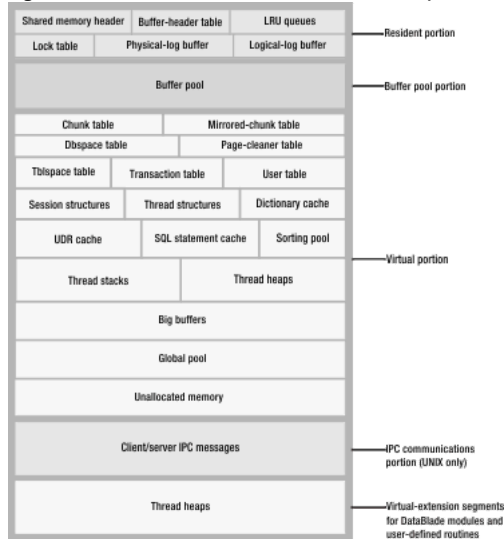 Shared memory header Buffer-header table LRU queues
Resident portion
Lock table Physical-log buffer Logical-log buffer
Buffer pool
Buffer pool portion
Chunk table Mirrored-chunk table
Dbspace table Page-cleaner table
Tblspace table Transaction table User table
Session structures Thread structures Dictionary cache
UDR cache SQL statement cache Sorting pool
Virtual portion
Thread stacks Thread heaps
Big buffers
Global pool
Unallocated memory
Client/server IPC messages
IPC communications
portion (UNIX only)
Thread heaps
Virtual-extension segments
for DataBlade modules and
user-defined routines